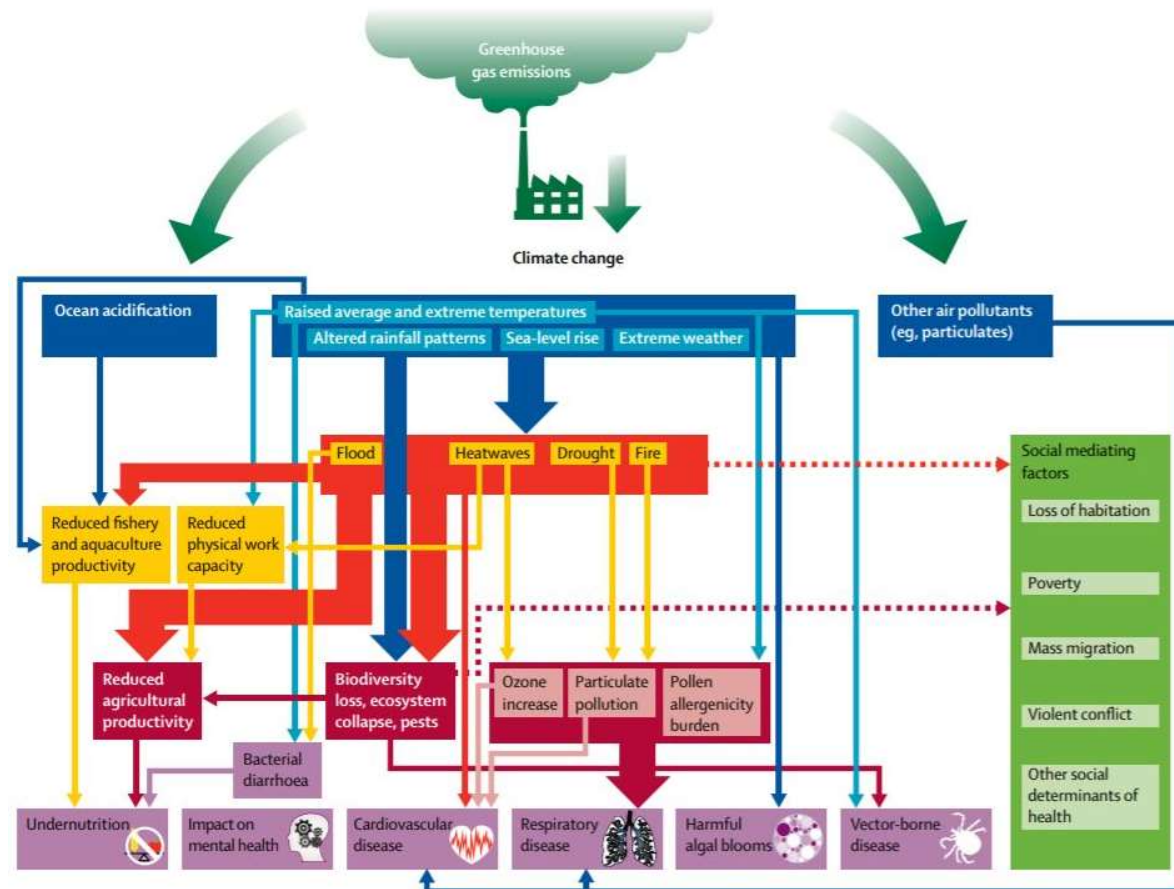 Greenhouse
gas emissions
Climate change
Ocean acidification
Raised average and extreme temperatures
Altered rainfall patterns
Sea-level rise
Extreme weather
Other air pollutants
(eg, particulates)
Flood
Heatwaves
Drought
Fire
Social mediating
factors
Loss of habitation
Poverty
Mass migration
Violent conflict
Other social
determinants of
health
Reduced fishery
and aquaculture
productivity
Reduced
physical work
capacity
Reduced
agricultural
productivity
Biodiversity
loss, ecosystem
collapse, pests
Ozone
increase
Particulate
pollution
Pollen
allergenicity
burden
Bacterial
diarrhoea
Undernutrition
Impact on
mental health
Cardiovascular
disease
Respiratory
disease
Harmful
algal blooms
Vector-borne
disease